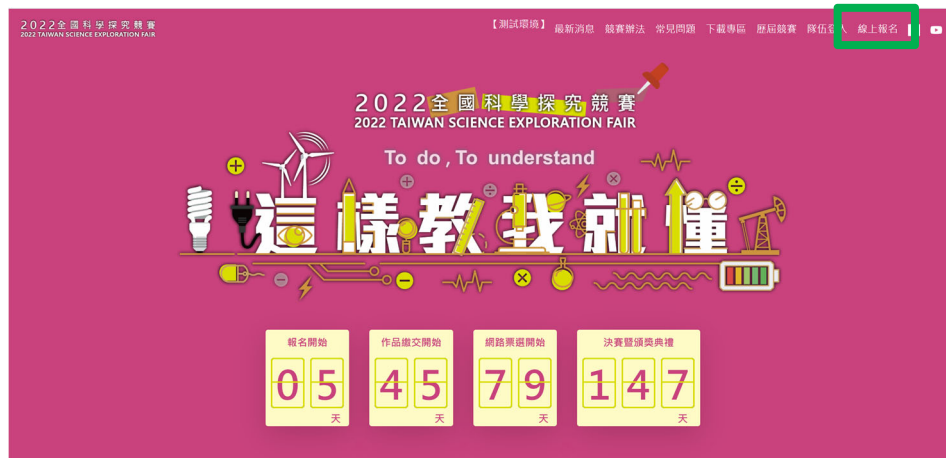 2022全國科學探究競賽
2022 TAIWAN SCIENCE EXPLORATION FAIR
【測試環境】 最新消息 競賽辦法 常見問題 下載專區 歷屆競賽 隊伍登入 線上報名
2022全國科學探究競賽
2022 TAIWAN SCIENCE EXPLORATION FAIR
To do , To understand
這樣教我就懂
報名開始 作品繳交開始 網路票選開始 決賽暨頒獎典禮
05 45 79 147
天 天 天 天